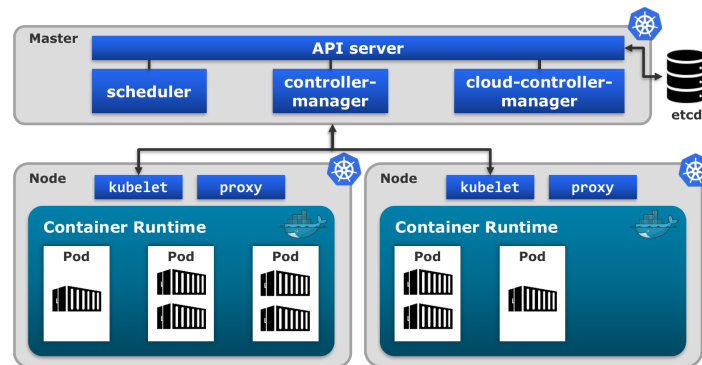 Master
API server
scheduler
controller-
manager
cloud-controller-
manager
etcd
Node
kubelet
proxy
Container Runtime
Pod
Pod
Pod
Node
kubelet
proxy
Container Runtime
Pod
Pod